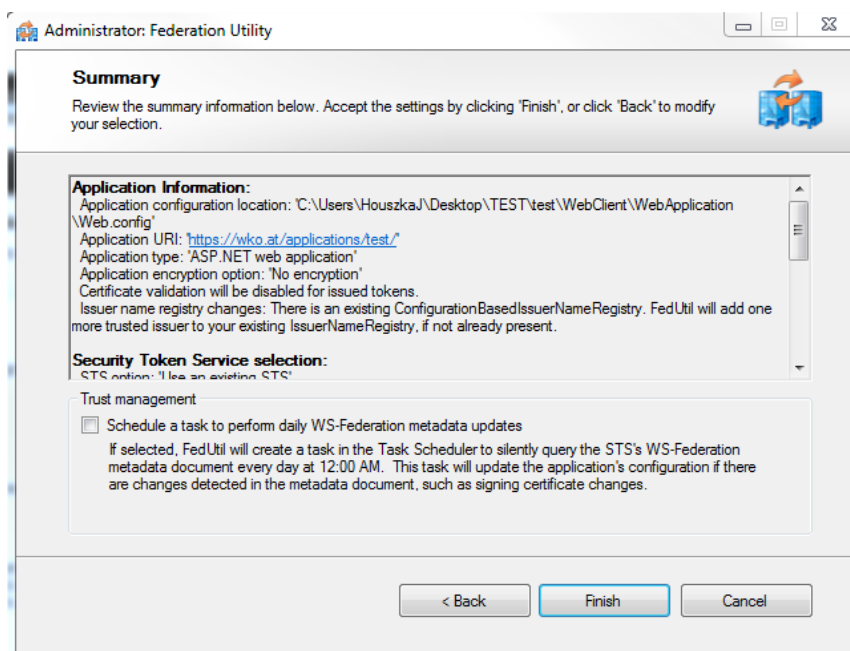 Administrator: Federation Utility
Summary
Review the summary information below. Accept the settings by clicking 'Finish', or click 'Back' to modify
your selection.
Application Information:
Application configuration location: 'C:\Users\HouszkaJ\Desktop\TEST\test\WebClient\WebApplication
\Web.config'
Application URI: 'https://wko.at/applications/test/'
Application type: 'ASP.NET web application'
Application encryption option: 'No encryption'
Certificate validation will be disabled for issued tokens.
Issuer name registry changes: There is an existing ConfigurationBasedIssuerNameRegistry. FedUtil will add one
more trusted issuer to your existing IssuerNameRegistry, if not already present.
Security Token Service selection:
STS option: 'Use an existing STS'
Trust management
Schedule a task to perform daily WS-Federation metadata updates
If selected, FedUtil will create a task in the Task Scheduler to silently query the STS's WS-Federation
metadata document every day at 12:00 AM. This task will update the application's configuration if there
are changes detected in the metadata document, such as signing certificate changes.
< Back
Finish
Cancel